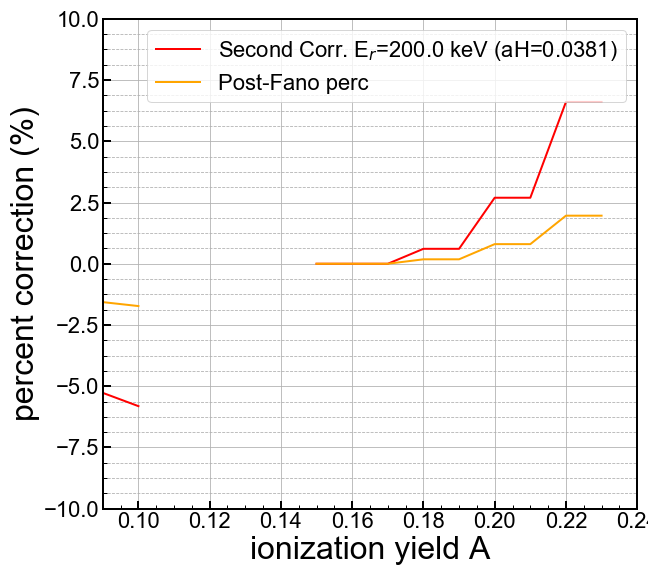 Second Corr. E_r=200.0 keV (aH=0.0381)
Post-Fano perc
percent correction (%)
10.0
7.5
5.0
2.5
0.0
−2.5
−5.0
−7.5
−10.0
0.10 0.12 0.14 0.16 0.18 0.20 0.22 0.24
ionization yield A